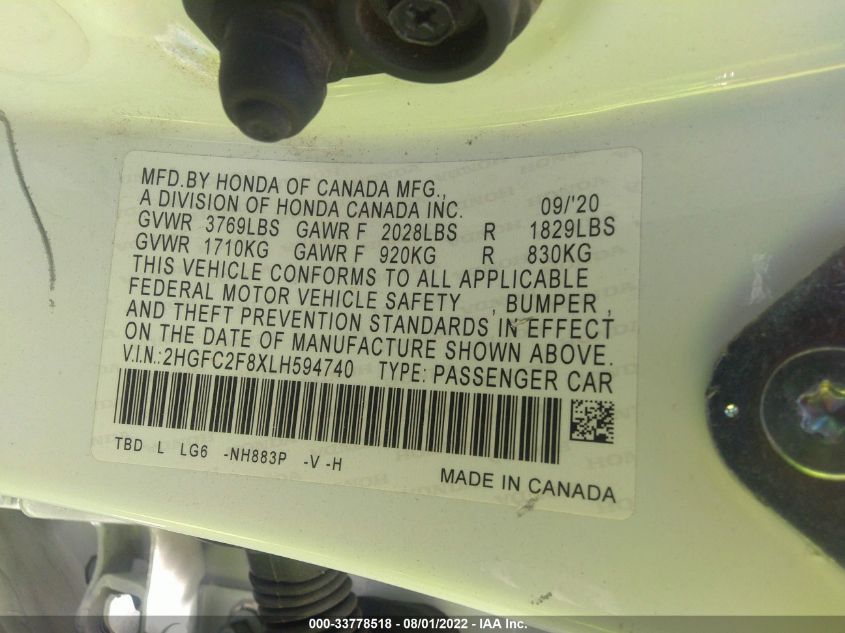 MFD.BY HONDA OF CANADA MFG.,
A DIVISION OF HONDA CANADA INC. 09/'20
GVWR 3769LBS GAWR F 2028LBS R 1829LBS
GVWR 1710KG GAWR F 920KG R 830KG
THIS VEHICLE CONFORMS TO ALL APPLICABLE
FEDERAL MOTOR VEHICLE SAFETY , BUMPER ,
AND THEFT PREVENTION STANDARDS IN EFFECT
ON THE DATE OF MANUFACTURE SHOWN ABOVE.
V.I.N.:2HGFC2F8XLH594740 TYPE: PASSENGER CAR
TBD L LG6 -NH883P -V -H
MADE IN CANADA
000-33778518 - 08/01/2022 - IAA Inc.